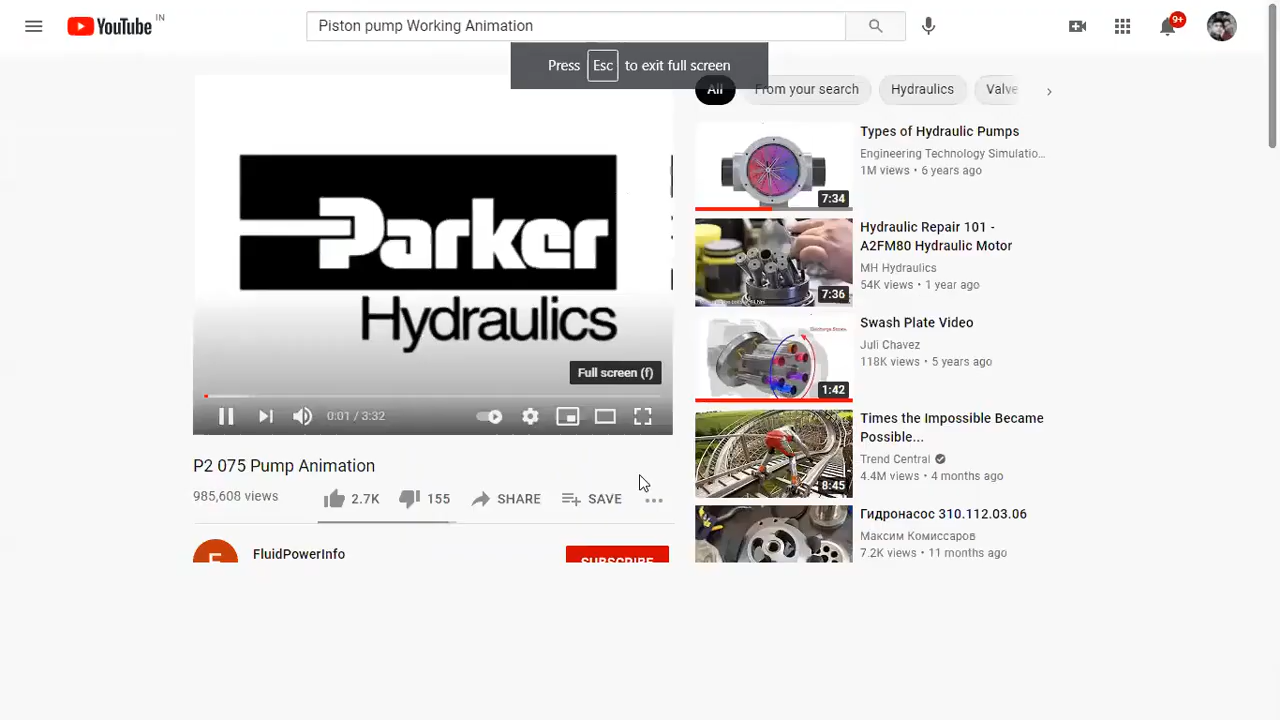 YouTube IN
Piston pump Working Animation
9+
Press Esc to exit full screen
Parker
Hydraulics
Full screen (f)
0:01 / 3:32
P2 075 Pump Animation
985,608 views
2.7K
155
SHARE
SAVE
F
FluidPowerInfo
SUBSCRIBE
All
From your search
Hydraulics
Valve
Types of Hydraulic Pumps
Engineering Technology Simulatio...
1M views • 6 years ago
7:34
Hydraulic Repair 101 -
A2FM80 Hydraulic Motor
MH Hydraulics
54K views • 1 year ago
7:36
Swash Plate Video
Juli Chavez
118K views • 5 years ago
1:42
Times the Impossible Became
Possible...
Trend Central
4.4M views • 4 months ago
8:45
Гидронасос 310.112.03.06
Максим Комиссаров
7.2K views • 11 months ago